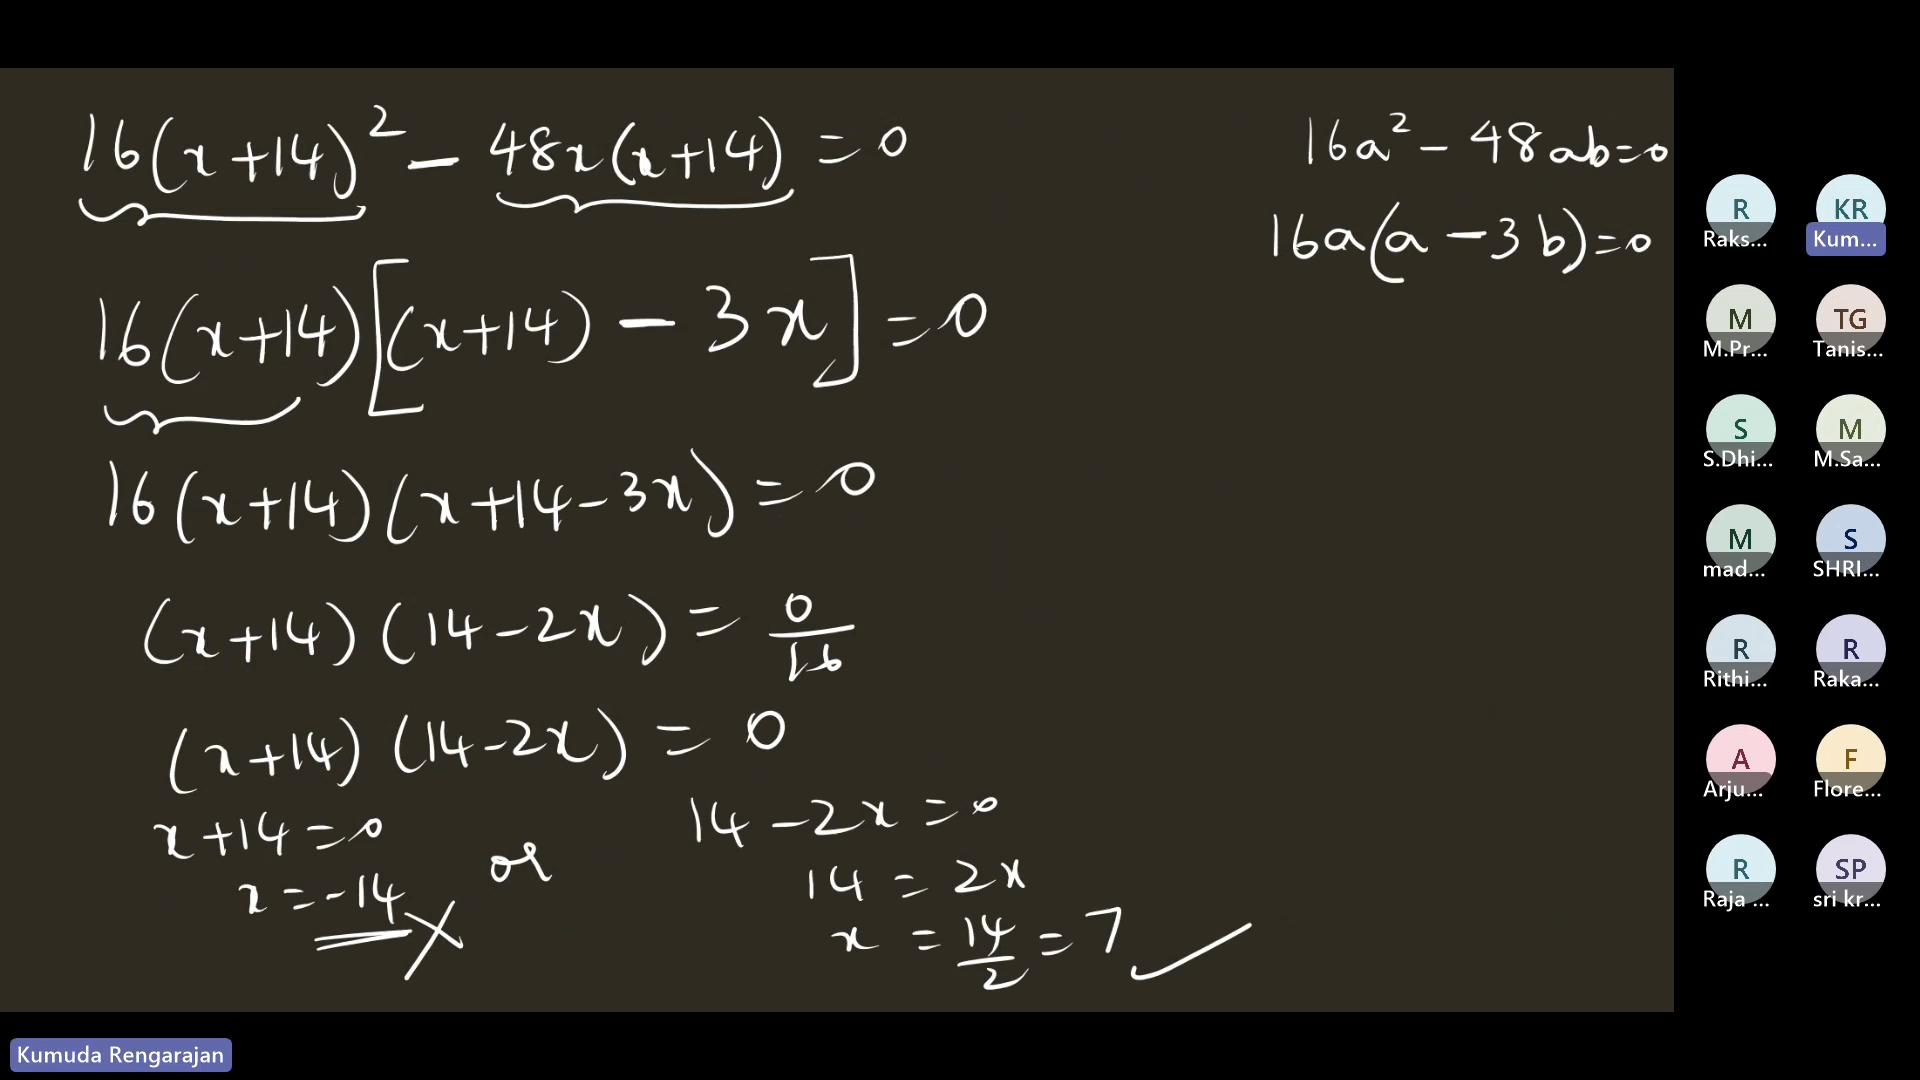 16(x+14)² - 48x(x+14) = 0
16(x+14)[(x+14) - 3x] = 0
16(x+14)(x+14-3x) = 0
(x+14)(14-2x) = 0/16
(x+14)(14-2x) = 0
x+14=0
x=-14
or
14-2x=0
14 = 2x
x = 14/2 = 7
16a² - 48ab=0
16a(a-3b)=0
R
Raks...
KR
Kum...
M
M.Pr...
TG
Tanis...
S
S.Dhi...
M
M.Sa...
M
mad...
S
SHRI...
R
Rithi...
R
Raka...
A
Arju...
F
Flore...
R
Raja ...
SP
sri kr...
Kumuda Rengarajan